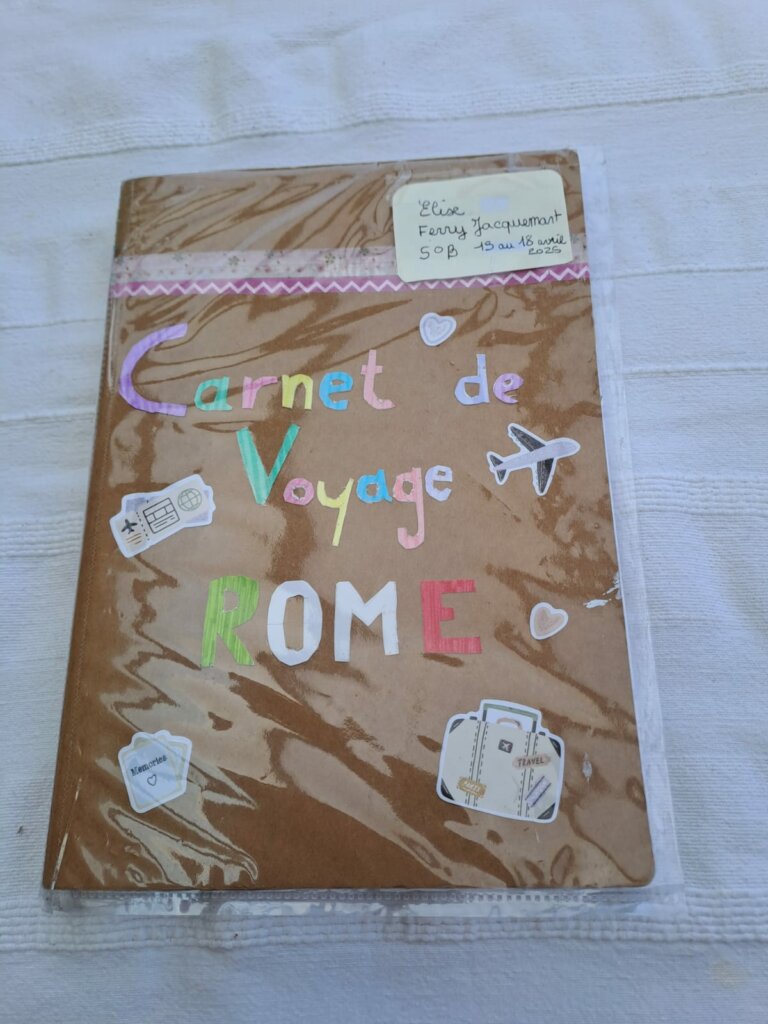 Elise
Ferry Jacquemart
5°B 13 au 18 avril
2025
Carnet de
Voyage
ROME
TRAVEL
Memories